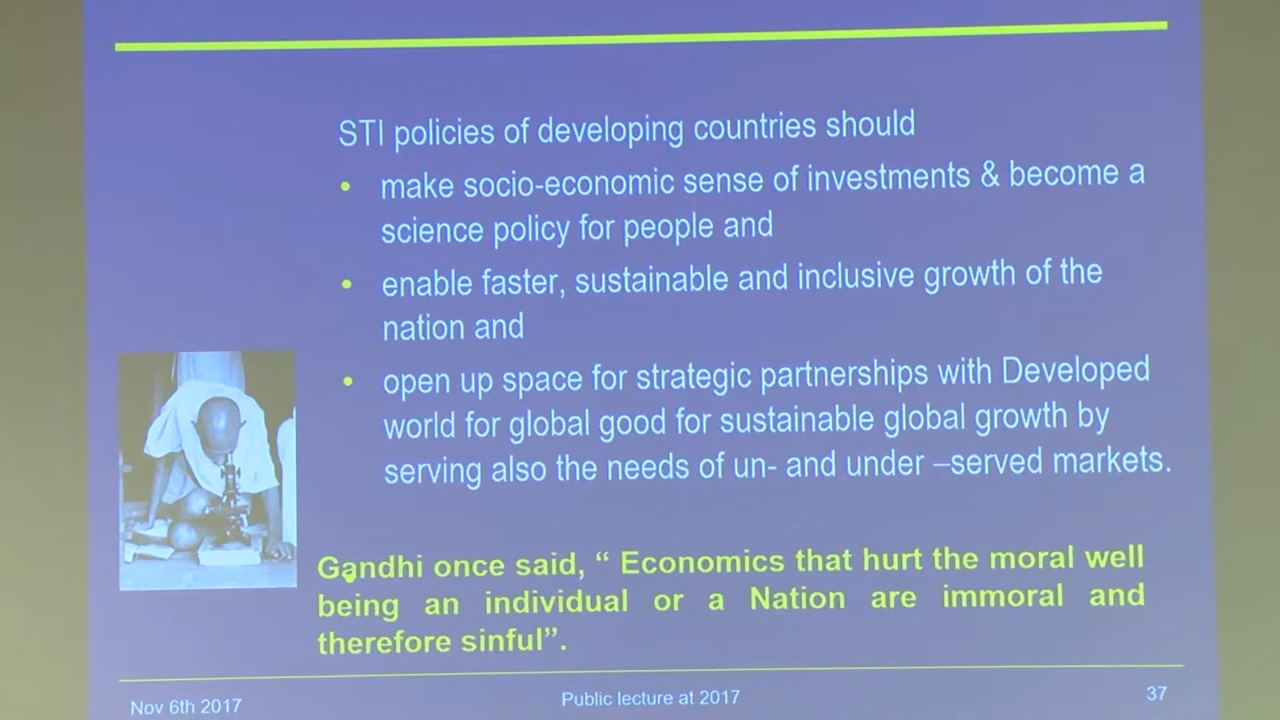 STI policies of developing countries should
• make socio-economic sense of investments & become a
science policy for people and
• enable faster, sustainable and inclusive growth of the
nation and
• open up space for strategic partnerships with Developed
world for global good for sustainable global growth by
serving also the needs of un- and under –served markets.
Gandhi once said, “ Economics that hurt the moral well
being an individual or a Nation are immoral and
therefore sinful”.
Nov 6th 2017
Public lecture at 2017
37